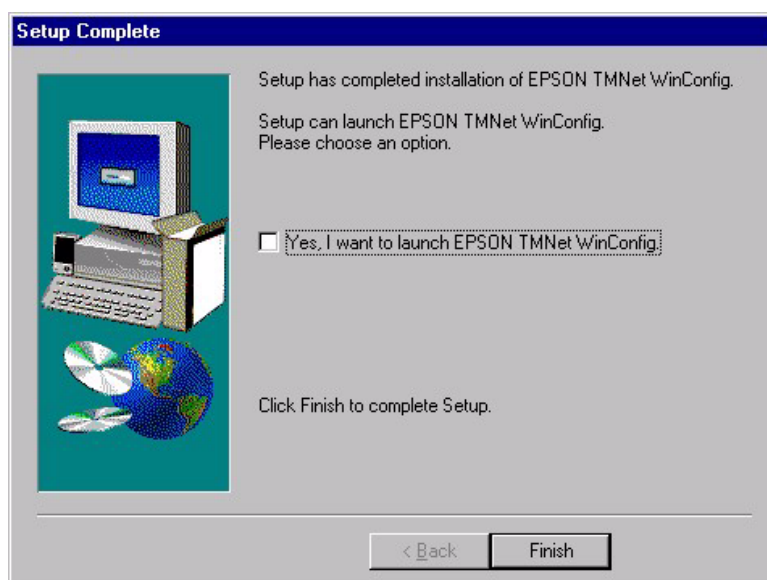 Setup Complete
Setup has completed installation of EPSON TMNet WinConfig.
Setup can launch EPSON TMNet WinConfig.
Please choose an option.
Yes, I want to launch EPSON TMNet WinConfig.
Click Finish to complete Setup.
< Back
Finish